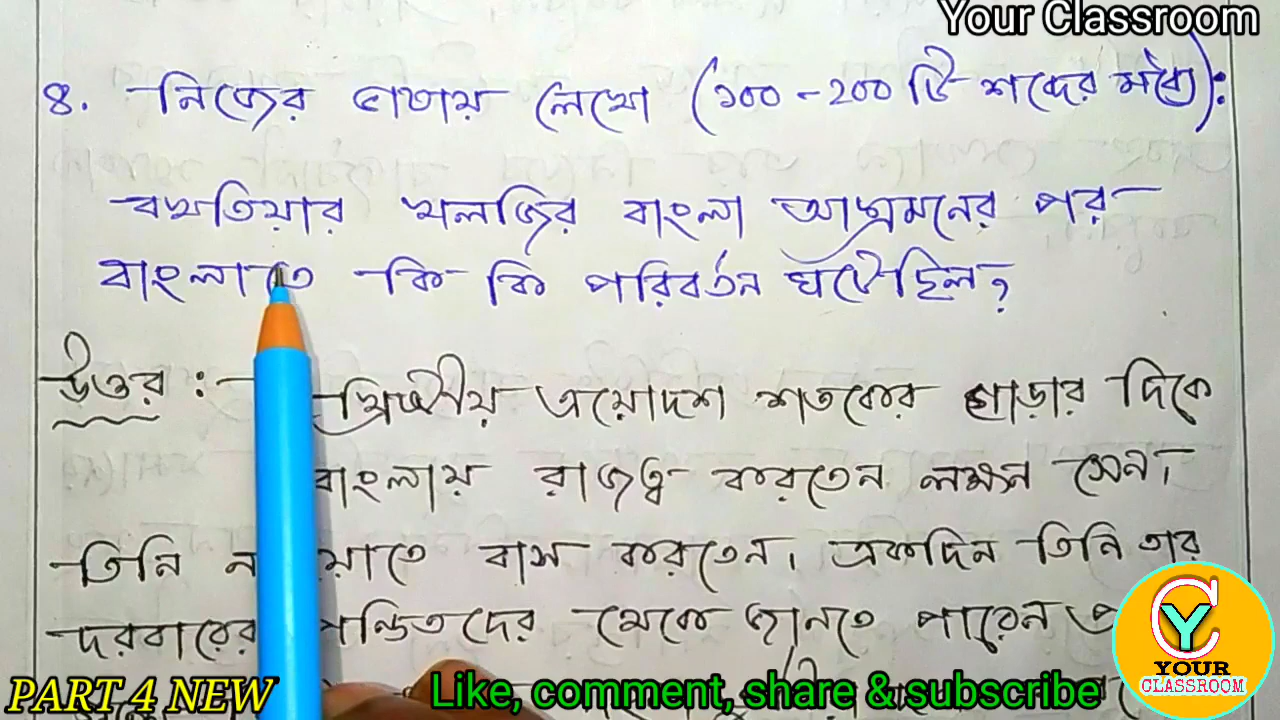 Your Classroom
৪. নিজের ভাষায় লেখো (১০০ - ২০০ টি শব্দের মধ্যে):
বখতিয়ার খলজির বাংলা আক্রমনের পর
বাংলাতে কি কি পরিবর্তন ঘটেছিল?
উত্তর : - খ্রিস্টীয় ত্রয়োদশ শতকের গোড়ার দিকে
বাংলায় রাজত্ব করতেন লক্ষন সেন।
তিনি বাস করতেন। একদিন তিনি তার
দরবারের পন্ডিতদের থেকে জানতে পারেন
YOUR
CLASSROOM
PART 4 NEW
Like, comment, share & subscribe